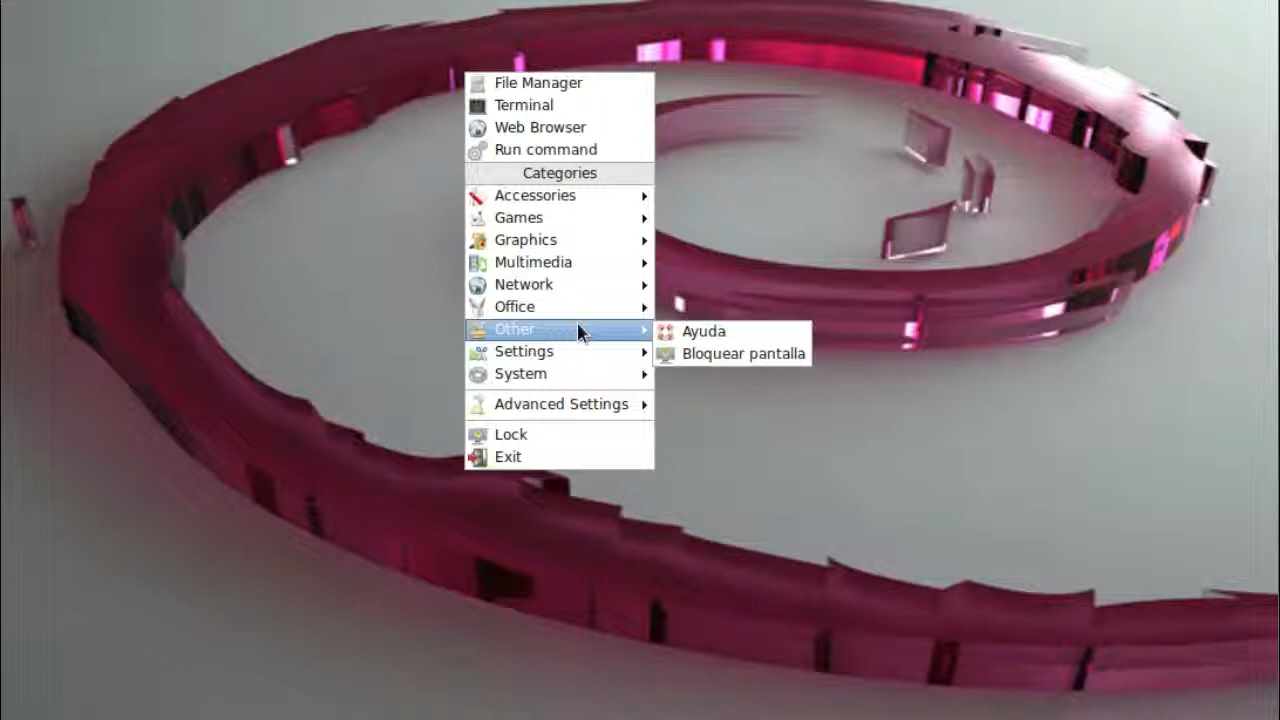 File Manager
Terminal
Web Browser
Run command
Categories
Accessories
Games
Graphics
Multimedia
Network
Office
Other
Settings
System
Advanced Settings
Lock
Exit
Ayuda
Bloquear pantalla